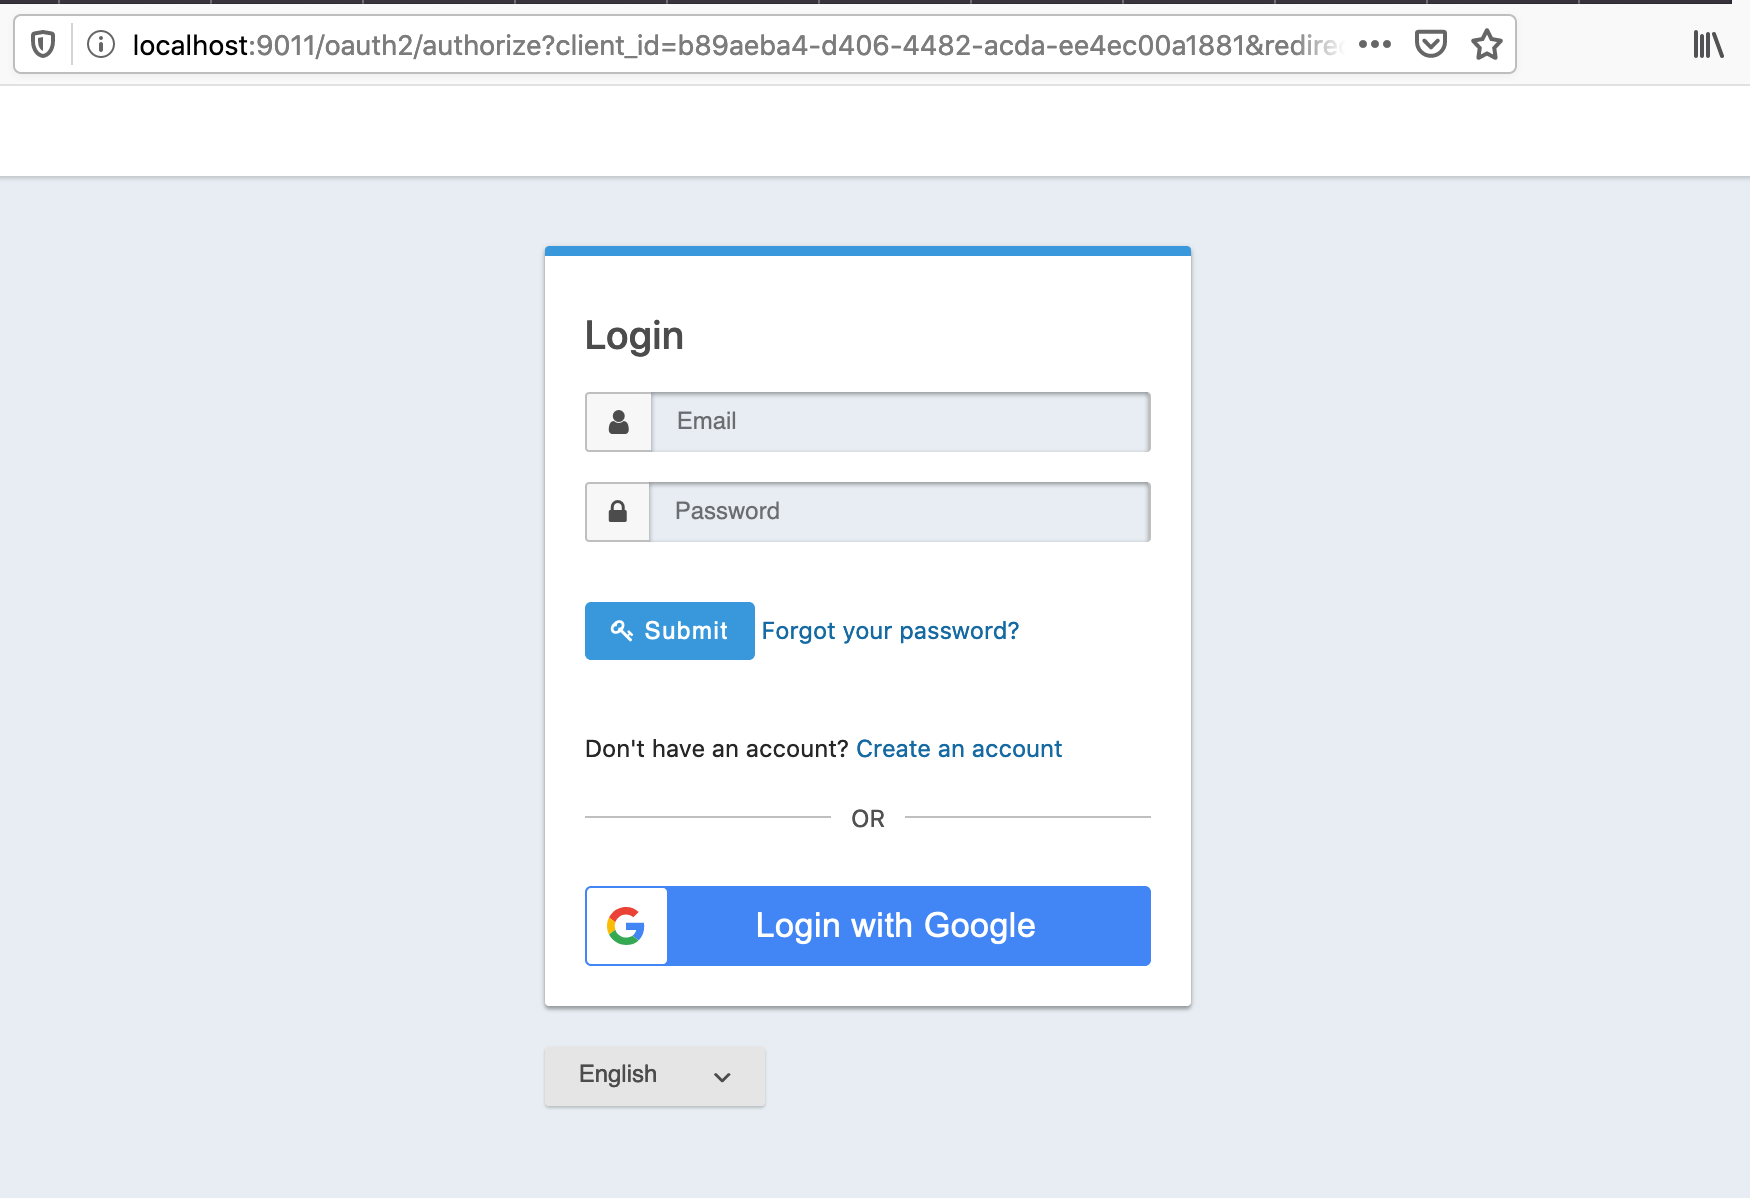 localhost:9011/oauth2/authorize?client_id=b89aeba4-d406-4482-acda-ee4ec00a1881&redire
Login
Email
Password
Submit Forgot your password?
Don't have an account? Create an account
OR
Login with Google
English